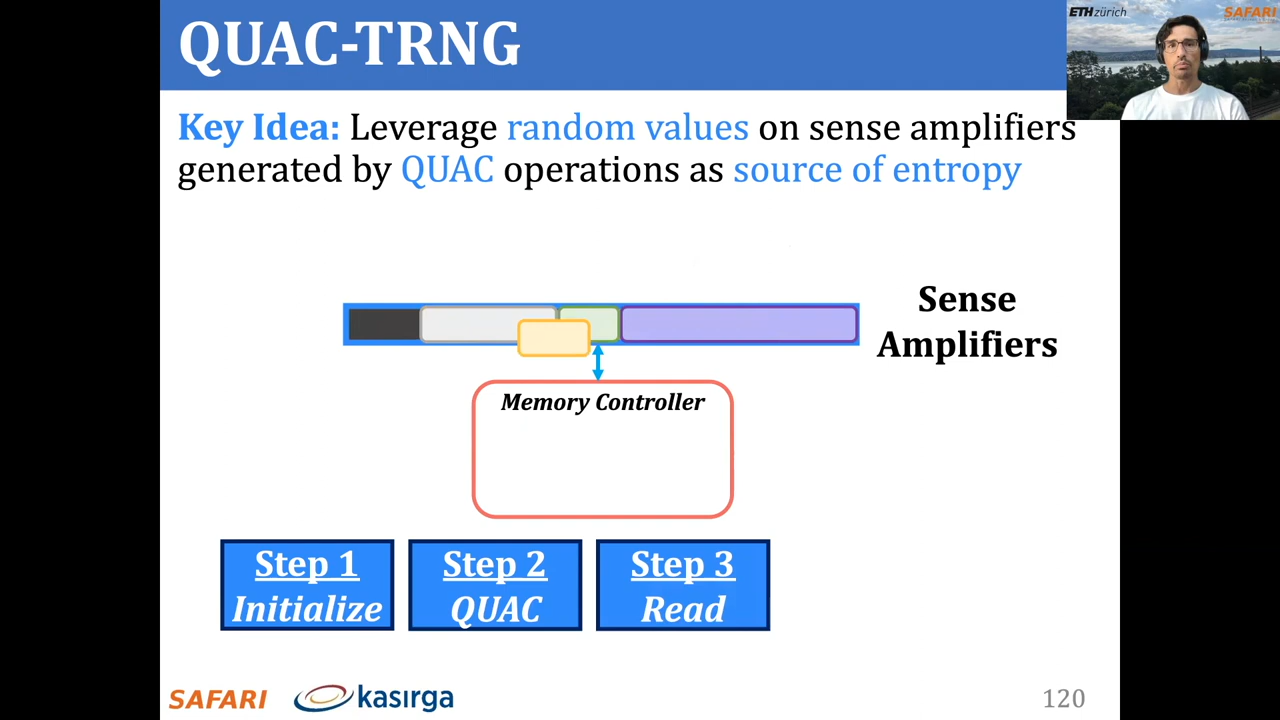 QUAC-TRNG
ETH zürich
SAFARI
Key Idea: Leverage random values on sense amplifiers
generated by QUAC operations as source of entropy
Sense
Amplifiers
Memory Controller
Step 1
Initialize
Step 2
QUAC
Step 3
Read
SAFARI
kasırga
120